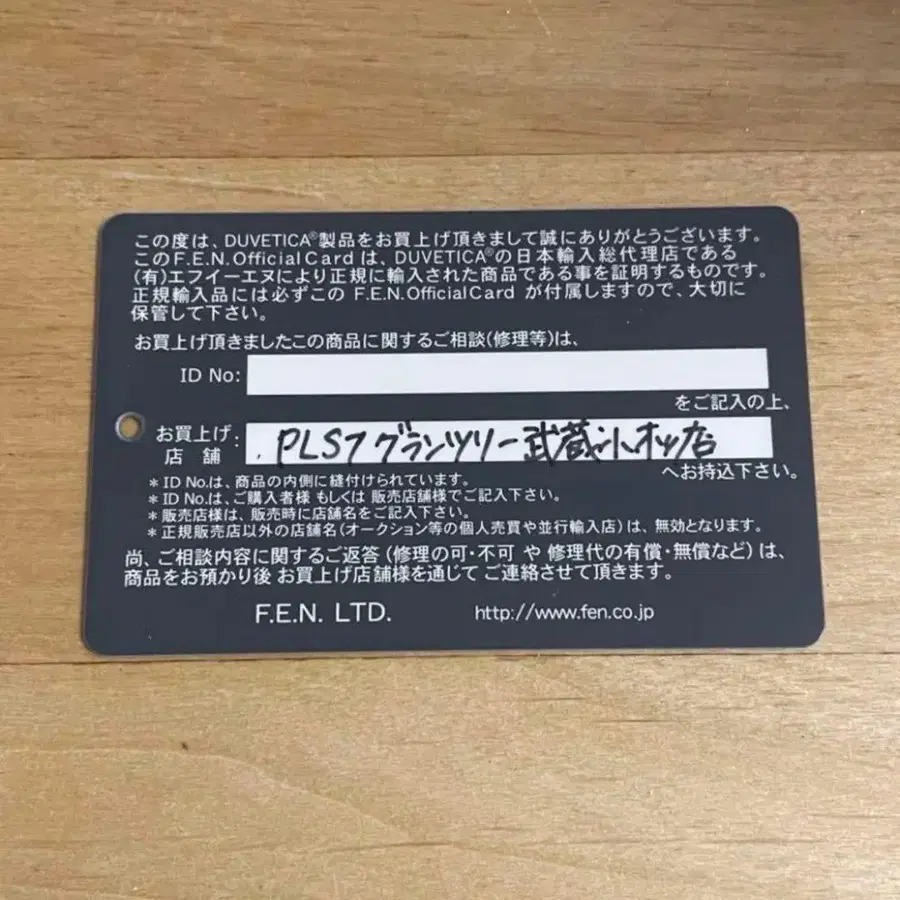 この度は、DUVETICA®製品をお買上げ頂きまして誠にありがとうございます。
このF.E.N.OfficialCard は、DUVETICA®の日本輸入総代理店である
(有)エフイーエヌにより正規に輸入された商品である事を証明するものです。
正規輸入品には必ずこの F.E.N.OfficialCard が付属しますので、大切に
保管して下さい。
お買上げ頂きましたこの商品に関するご相談(修理等)は、
ID No:
をご記入の上、
お買上げ店舗: PLS7グランツリー武蔵小杉店
へお持込下さい。
*ID No.は、商品の内側に縫付けられています。
*ID No.は、ご購入者様 もしくは 販売店舗様でご記入下さい。
*販売店様は、販売時に店舗名をご記入下さい。
*正規販売店以外の店舗名(オークション等の個人売買や並行輸入店)は、無効となります。
尚、ご相談内容に関するご返答(修理の可・不可 や 修理代の有償・無償など)は、
商品をお預かり後 お買上げ店舗様を通じて ご連絡させて頂きます。
F.E.N. LTD. http://www.fen.co.jp